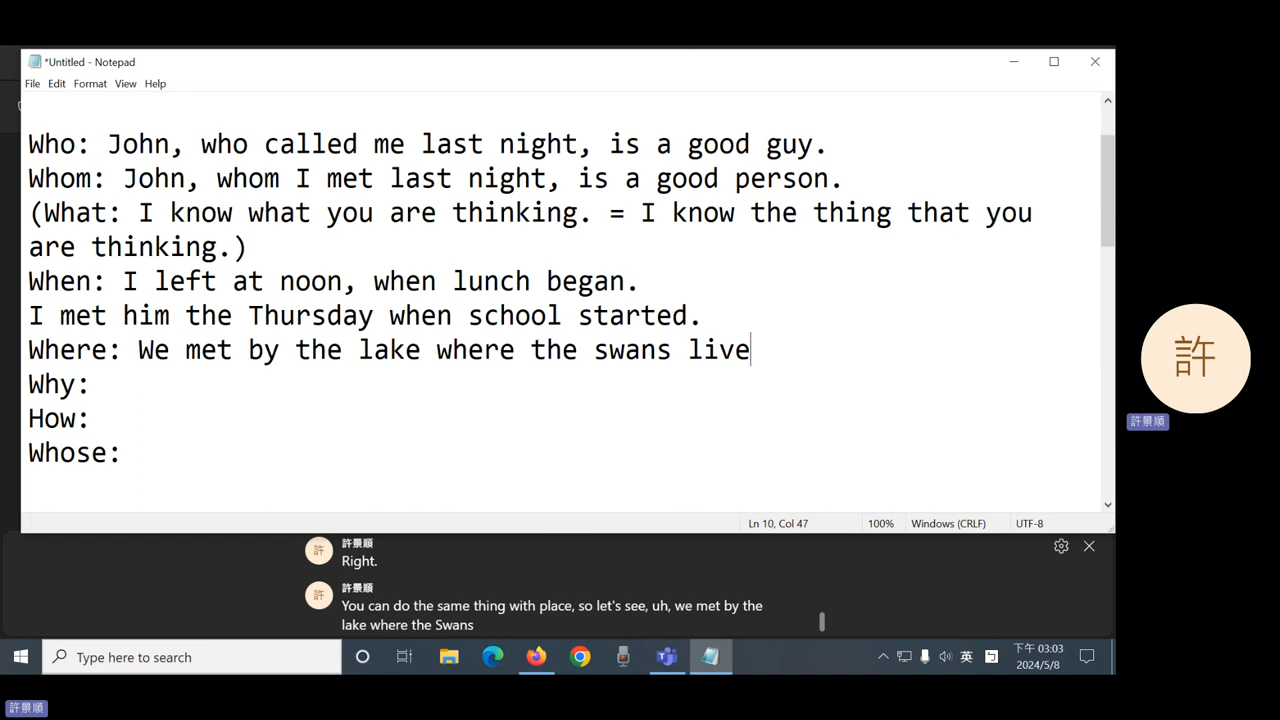 *Untitled - Notepad
File Edit Format View Help
Who: John, who called me last night, is a good guy.
Whom: John, whom I met last night, is a good person.
(What: I know what you are thinking. = I know the thing that you
are thinking.)
When: I left at noon, when lunch began.
I met him the Thursday when school started.
Where: We met by the lake where the swans live
Why:
How:
Whose:
Ln 10, Col 47 100% Windows (CRLF) UTF-8
許
許景順
許 許景順
Right.
許 許景順
You can do the same thing with place, so let's see, uh, we met by the
lake where the Swans
Type here to search
英
下午 03:03
2024/5/8
許景順